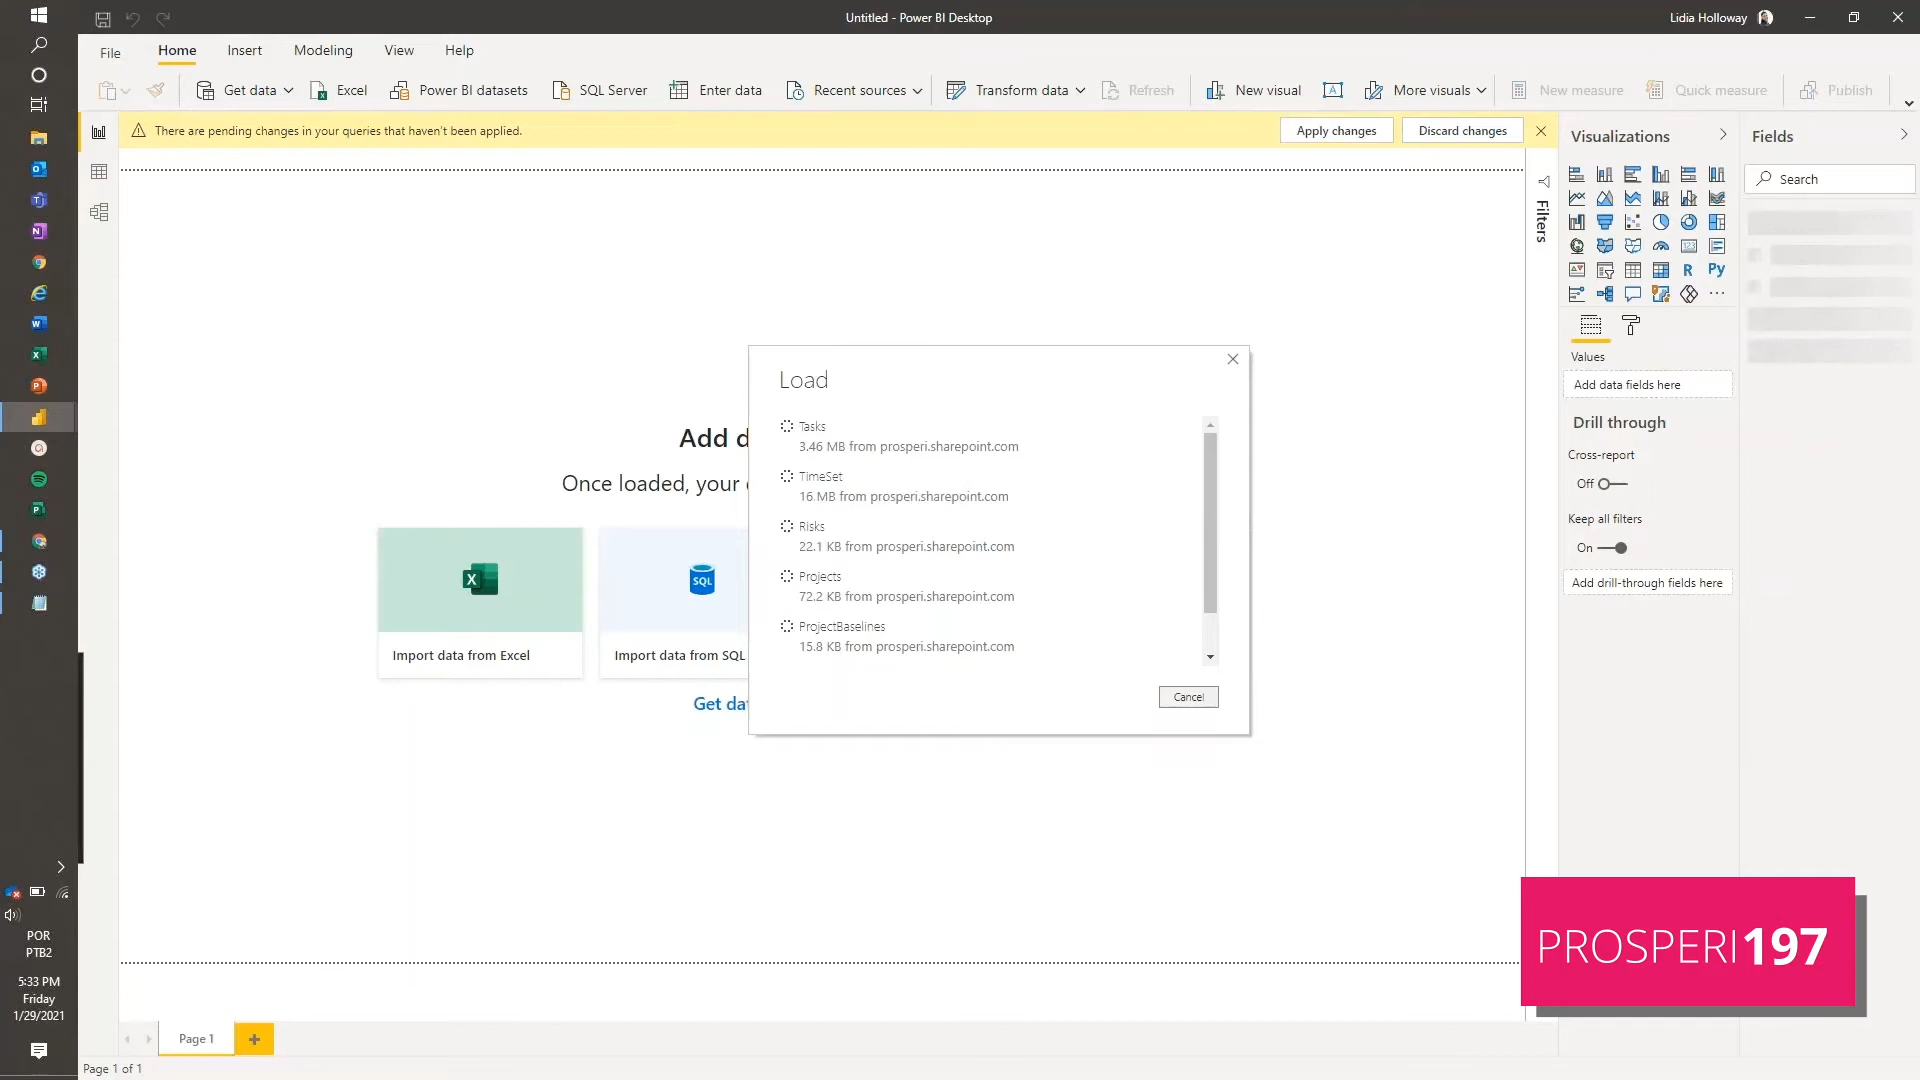 Untitled - Power BI Desktop
Lidia Holloway
File
Home
Insert
Modeling
View
Help
Get data
Excel
Power BI datasets
SQL Server
Enter data
Recent sources
Transform data
Refresh
New visual
More visuals
New measure
Quick measure
Publish
There are pending changes in your queries that haven't been applied.
Apply changes
Discard changes
Filters
Visualizations
Fields
Search
123
R
Py
Values
Add data fields here
Drill through
Cross-report
Off
Keep all filters
On
Add drill-through fields here
Add d
Once loaded, your
SQL
Import data from Excel
Import data from SQL
Get da
Load
Tasks
3.46 MB from prosperi.sharepoint.com
TimeSet
16 MB from prosperi.sharepoint.com
Risks
22.1 KB from prosperi.sharepoint.com
Projects
72.2 KB from prosperi.sharepoint.com
ProjectBaselines
15.8 KB from prosperi.sharepoint.com
Cancel
PROSPERI197
POR
PTB2
5:33 PM
Friday
1/29/2021
Page 1
Page 1 of 1